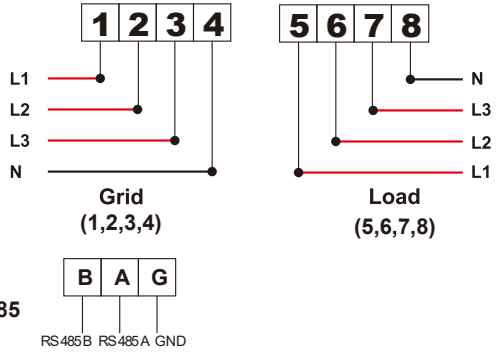 1 2 3 4
5 6 7 8
L1
L2
L3
N
N
L3
L2
L1
Grid
(1,2,3,4)
Load
(5,6,7,8)
B A G
85
RS485B RS485A GND